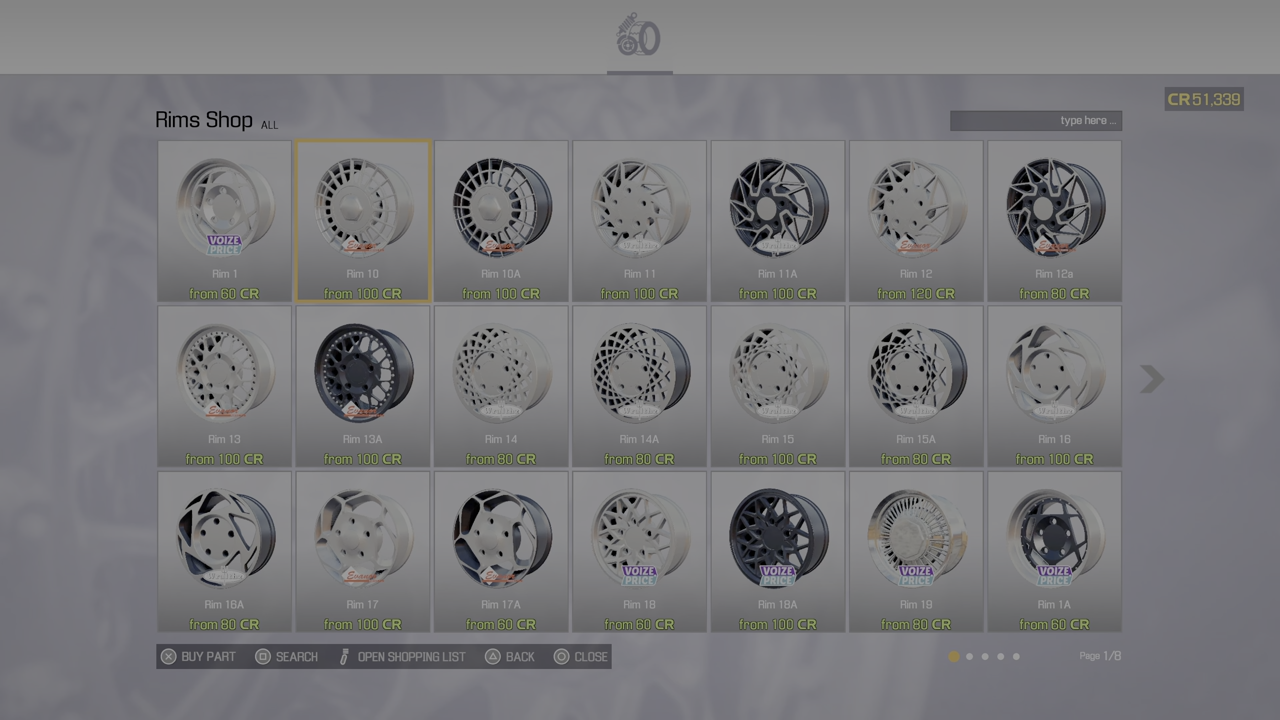 CR 51,339
Rims Shop ALL
type here ...
VOIZE
PRICE
Rim 1
from 60 CR
Rim 10
from 100 CR
Rim 10A
from 100 CR
Rim 11
from 100 CR
Rim 11A
from 100 CR
Rim 12
from 120 CR
Rim 12a
from 80 CR
Rim 13
from 100 CR
Rim 13A
from 100 CR
Rim 14
from 80 CR
Rim 14A
from 80 CR
Rim 15
from 100 CR
Rim 15A
from 80 CR
Rim 16
from 100 CR
Rim 16A
from 80 CR
Rim 17
from 100 CR
Rim 17A
from 60 CR
VOIZE
PRICE
Rim 18
from 60 CR
VOIZE
PRICE
Rim 18A
from 100 CR
VOIZE
PRICE
Rim 19
from 80 CR
VOIZE
PRICE
Rim 1A
from 60 CR
BUY PART SEARCH OPEN SHOPPING LIST BACK CLOSE
Page 1/8